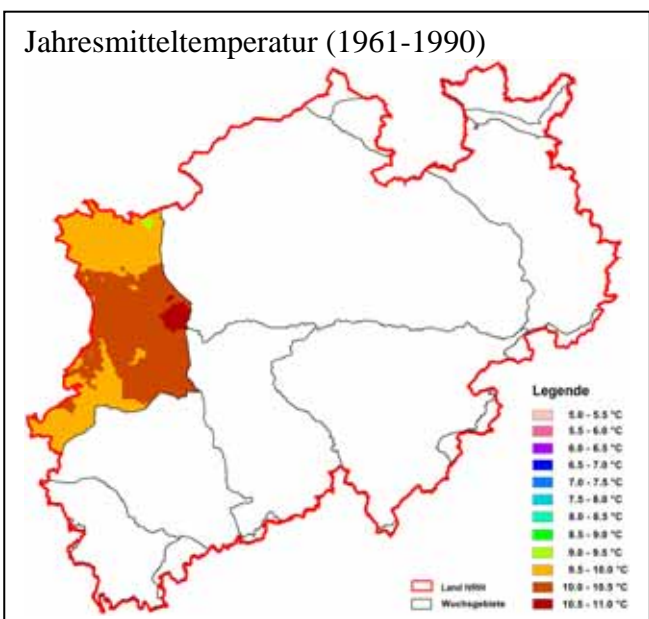 Jahresmitteltemperatur (1961-1990)
Legende
5.0 - 5.5 °C
5.5 - 6.0 °C
6.0 - 6.5 °C
6.5 - 7.0 °C
7.0 - 7.5 °C
7.5 - 8.0 °C
8.0 - 8.5 °C
8.5 - 9.0 °C
9.0 - 9.5 °C
9.5 - 10.0 °C
Land NRW 10.0 - 10.5 °C
Wuchsgebiete 10.5 - 11.0 °C